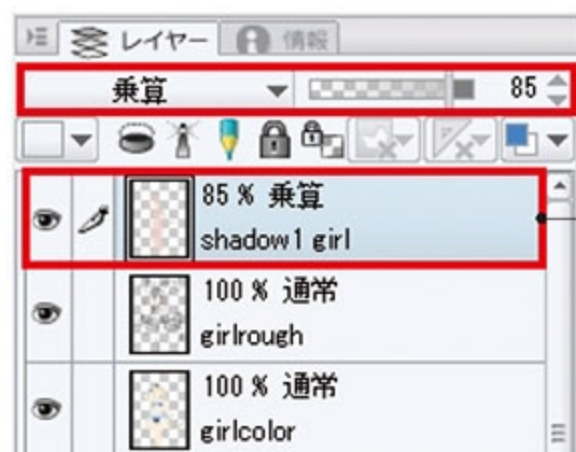 レイヤー 情報
乗算 85
85 % 乗算
shadow1 girl
100 % 通常
girlrough
100 % 通常
girlcolor